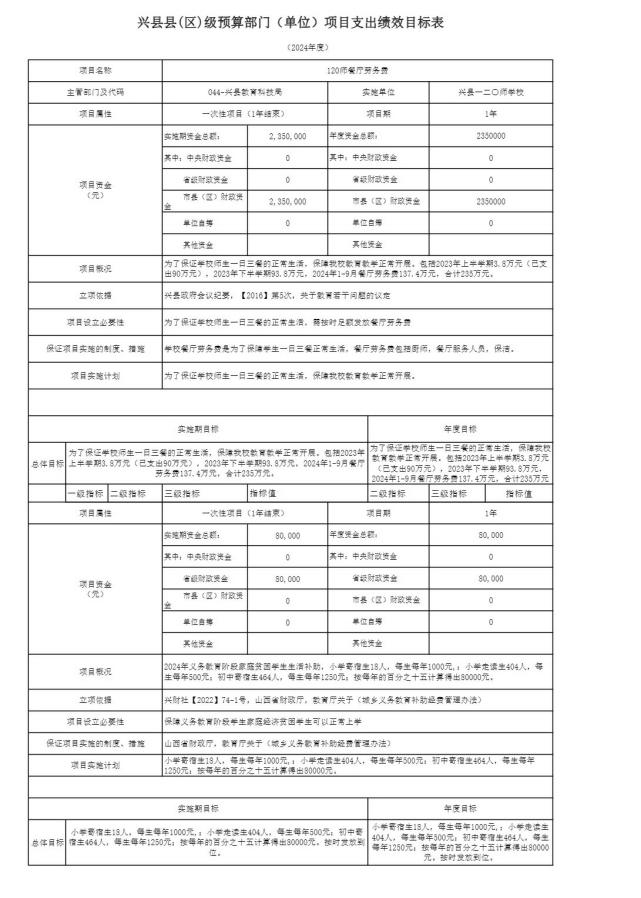 兴县县(区)级预算部门（单位）项目支出绩效目标表
（2024年度）
项目名称 120师餐厅劳务费
主管部门及代码 044-兴县教育科技局 实施单位 兴县一二〇师学校
项目属性 一次性项目（1年结束） 项目期 1年
项目资金
（元）
实施期资金总额： 2,350,000 年度资金总额： 2350000
其中：中央财政资金 0 其中：中央财政资金 0
省级财政资金 0 省级财政资金 0
市县（区）财政资金 2,350,000 市县（区）财政资金 2350000
单位自筹 0 单位自筹 0
其他资金 其他资金
项目概况 为了保证学校师生一日三餐的正常生活，保障我校教育教学正常开展。包括2023年上半学期3.8万元（已支
出90万元），2023年下半学期93.8万元，2024年1-9月餐厅劳务费137.4万元，合计235万元。
立项依据 兴县政府会议纪要，【2016】第5次，关于教育若干问题的议定
项目设立必要性 为了保证学校师生一日三餐的正常生活，需按时足额发放餐厅劳务费
保证项目实施的制度、措施 学校餐厅劳务费是为了保障学生一日三餐正常生活，餐厅劳务费包括厨师，餐厅服务人员，保洁。
项目实施计划 为了保证学校师生一日三餐的正常生活，保障我校教育教学正常开展。
实施期目标 年度目标
总体目标
为了保证学校师生一日三餐的正常生活，保障我校教育教学正常开展。包括2023年
上半学期3.8万元（已支出90万元），2023年下半学期93.8万元，2024年1-9月餐厅
劳务费137.4万元，合计235万元。
为了保证学校师生一日三餐的正常生活，保障我校
教育教学正常开展。包括2023年上半学期3.8万元
（已支出90万元），2023年下半学期93.8万元，
2024年1-9月餐厅劳务费137.4万元，合计235万元
一级指标 二级指标 三级指标 指标值 二级指标 三级指标 指标值
项目属性 一次性项目（1年结束） 项目期 1年
项目资金
（元）
实施期资金总额： 80,000 年度资金总额： 80,000
其中：中央财政资金 0 其中：中央财政资金 0
省级财政资金 80,000 省级财政资金 80,000
市县（区）财政资金 0 市县（区）财政资金 0
单位自筹 0 单位自筹 0
其他资金 其他资金
项目概况 2024年义务教育阶段家庭贫困学生生活补助，小学寄宿生18人，每生每年1000元,；小学走读生404人，每
生每年500元；初中寄宿生464人，每生每年1250元；按每年的百分之十五计算得出80000元。
立项依据 兴财社【2022】74-1号，山西省财政厅，教育厅关于（城乡义务教育补助经费管理办法）
项目设立必要性 保障义务教育阶段学生家庭经济贫困学生可以正常上学
保证项目实施的制度、措施 山西省财政厅，教育厅关于（城乡义务教育补助经费管理办法）
项目实施计划 小学寄宿生18人，每生每年1000元,；小学走读生404人，每生每年500元；初中寄宿生464人，每生每年
1250元；按每年的百分之十五计算得出80000元。
实施期目标 年度目标
总体目标
小学寄宿生18人，每生每年1000元,；小学走读生404人，每生每年500元；初中寄
宿生464人，每生每年1250元；按每年的百分之十五计算得出80000元。按时发放到
位。
小学寄宿生18人，每生每年1000元,；小学走读生
404人，每生每年500元；初中寄宿生464人，每生
每年1250元；按每年的百分之十五计算得出80000
元。按时发放到位。